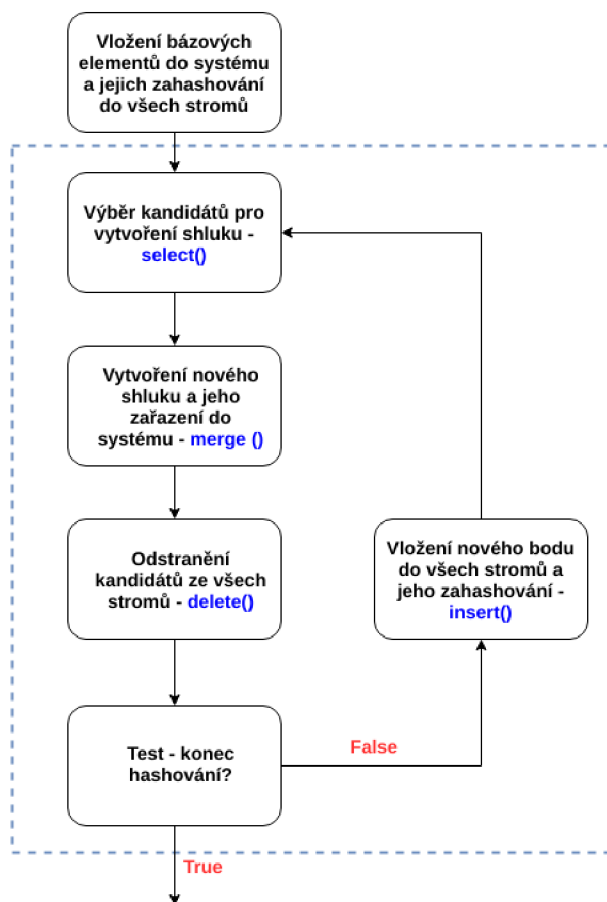 Vložení bázových
elementů do systému
a jejich zahashování
do všech stromů
Výběr kandidátů pro
vytvoření shluku -
select()
Vytvoření nového
shluku a jeho
zařazení do
systému - merge ()
Odstranění
kandidátů ze všech
stromů - delete()
Vložení nového bodu
do všech stromů a
jeho zahashování -
insert()
Test - konec
hashování?
False
True